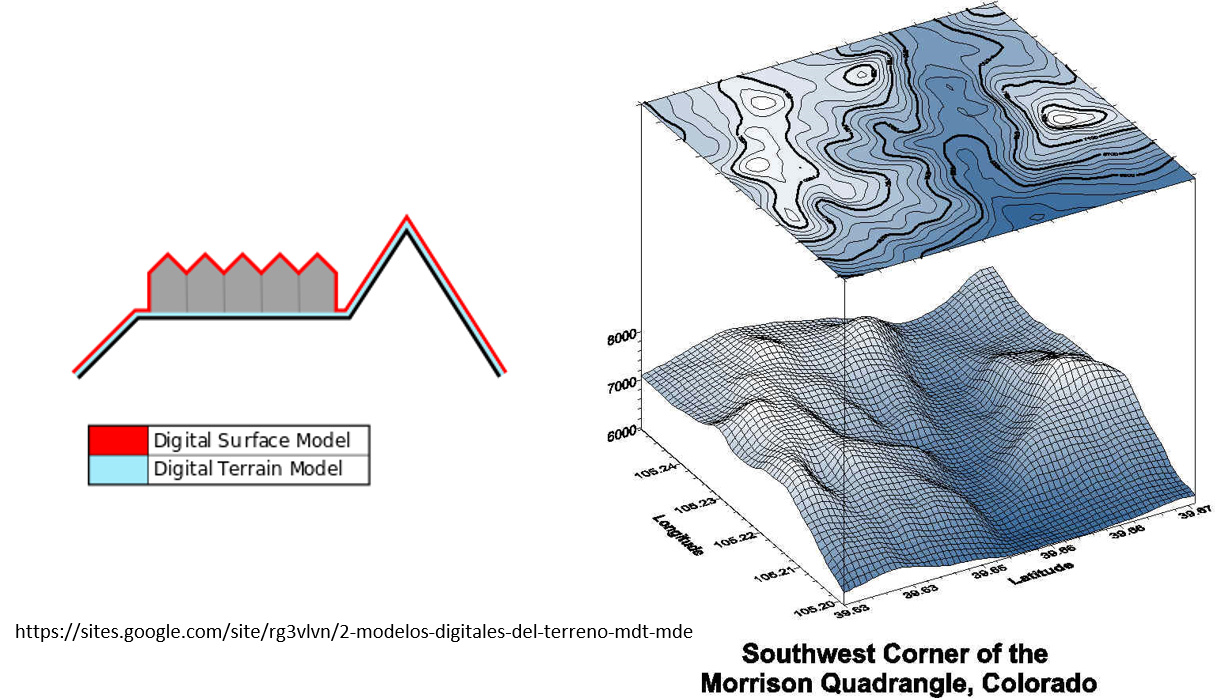 Digital Surface Model
Digital Terrain Model
8000
7000
6000
105.24
105.23
105.22
105.21
105.20
Longitude
39.63
39.63
39.65
39.66
39.66
39.67
Latitude
https://sites.google.com/site/rg3vlvn/2-modelos-digitales-del-terreno-mdt-mde
Southwest Corner of the
Morrison Quadrangle, Colorado